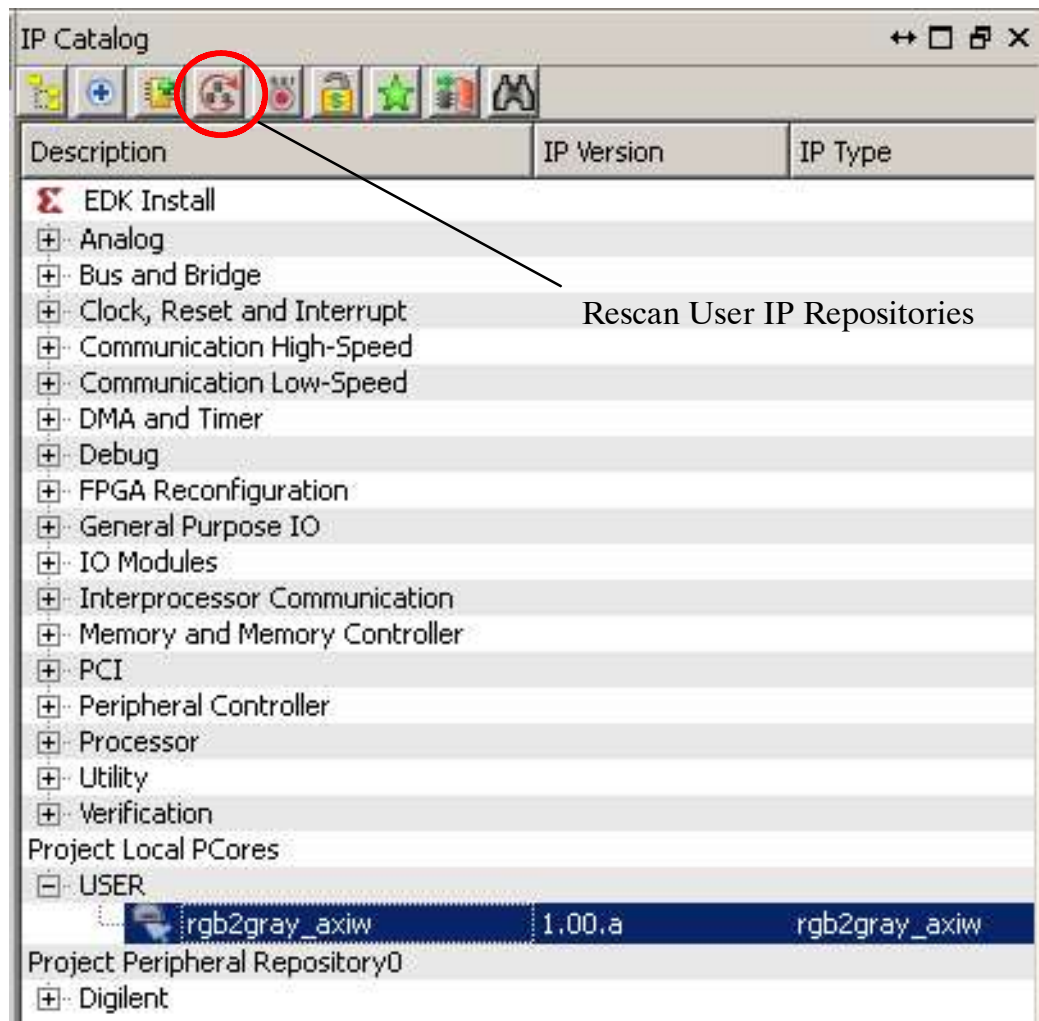 IP Catalog
Description IP Version IP Type
EDK Install
Analog
Bus and Bridge
Clock, Reset and Interrupt
Rescan User IP Repositories
Communication High-Speed
Communication Low-Speed
DMA and Timer
Debug
FPGA Reconfiguration
General Purpose IO
IO Modules
Interprocessor Communication
Memory and Memory Controller
PCI
Peripheral Controller
Processor
Utility
Verification
Project Local PCores
USER
rgb2gray_axiw 1.00.a rgb2gray_axiw
Project Peripheral Repository0
Digilent